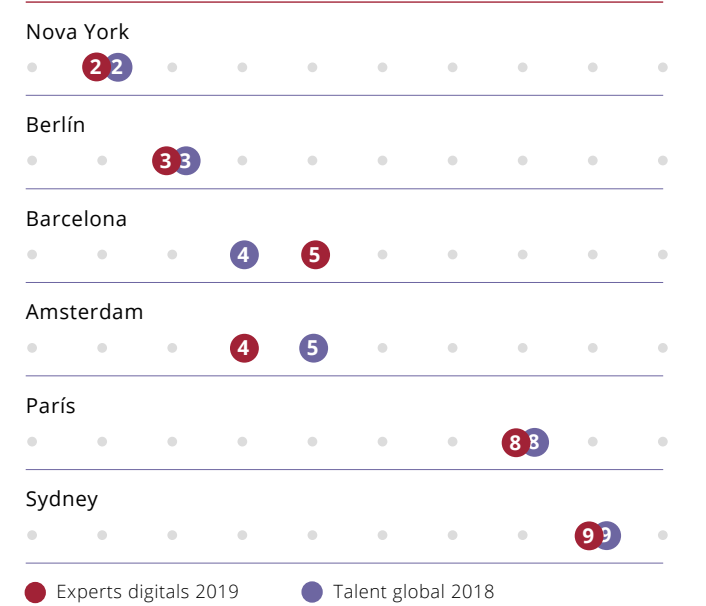 Nova York
2 2
Berlín
3 3
Barcelona
4 5
Amsterdam
4 5
París
8 8
Sydney
9 9
Experts digitals 2019 Talent global 2018